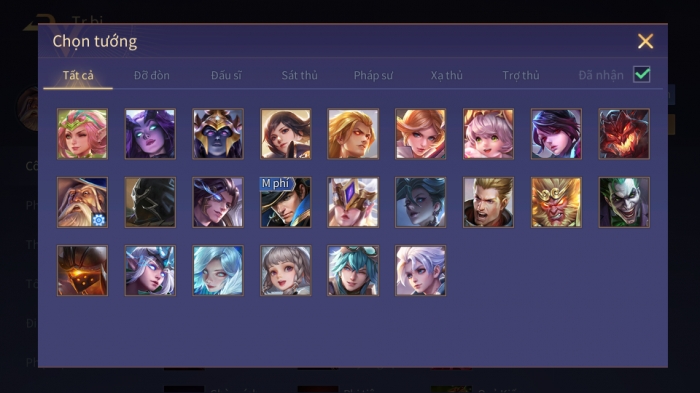 Chọn tướng
Tất cả Đỡ đòn Đấu sĩ Sát thủ Pháp sư Xạ thủ Trợ thủ Đã nhận
M phí